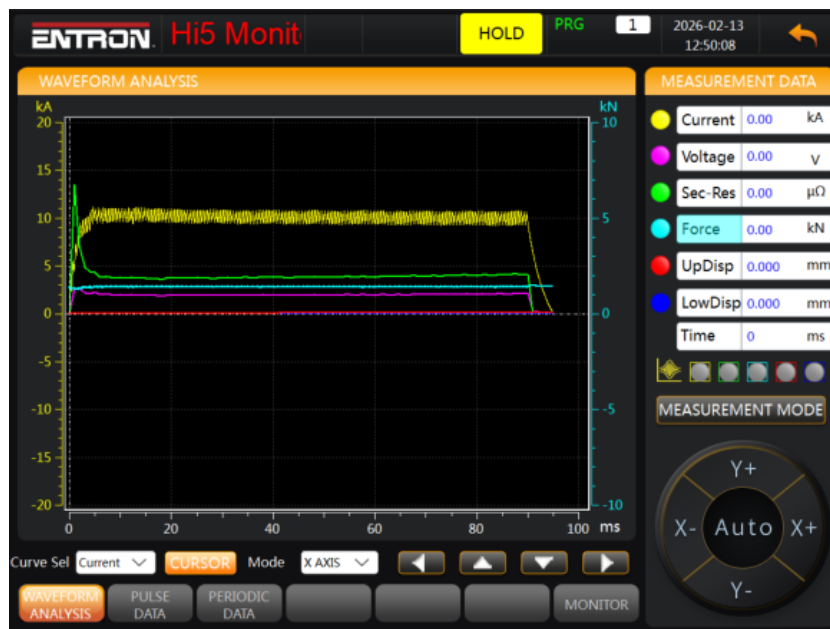 ENTRON. Hi5 Monit HOLD PRG 1 2026-02-13
12:50:08
WAVEFORM ANALYSIS
MEASUREMENT DATA
kA kN
20 10
15
10 5
5
0 0
-5
-10 -5
-15
-20 -10
0 20 40 60 80 100 ms
Current 0.00 kA
Voltage 0.00 V
Sec-Res 0.00 μΩ
Force 0.00 kN
UpDisp 0.000 mm
LowDisp 0.000 mm
Time 0 ms
MEASUREMENT MODE
Y+
X- Auto X+
Y-
Curve Sel Current CURSOR Mode X AXIS
WAVEFORM ANALYSIS
PULSE DATA
PERIODIC DATA
MONITOR